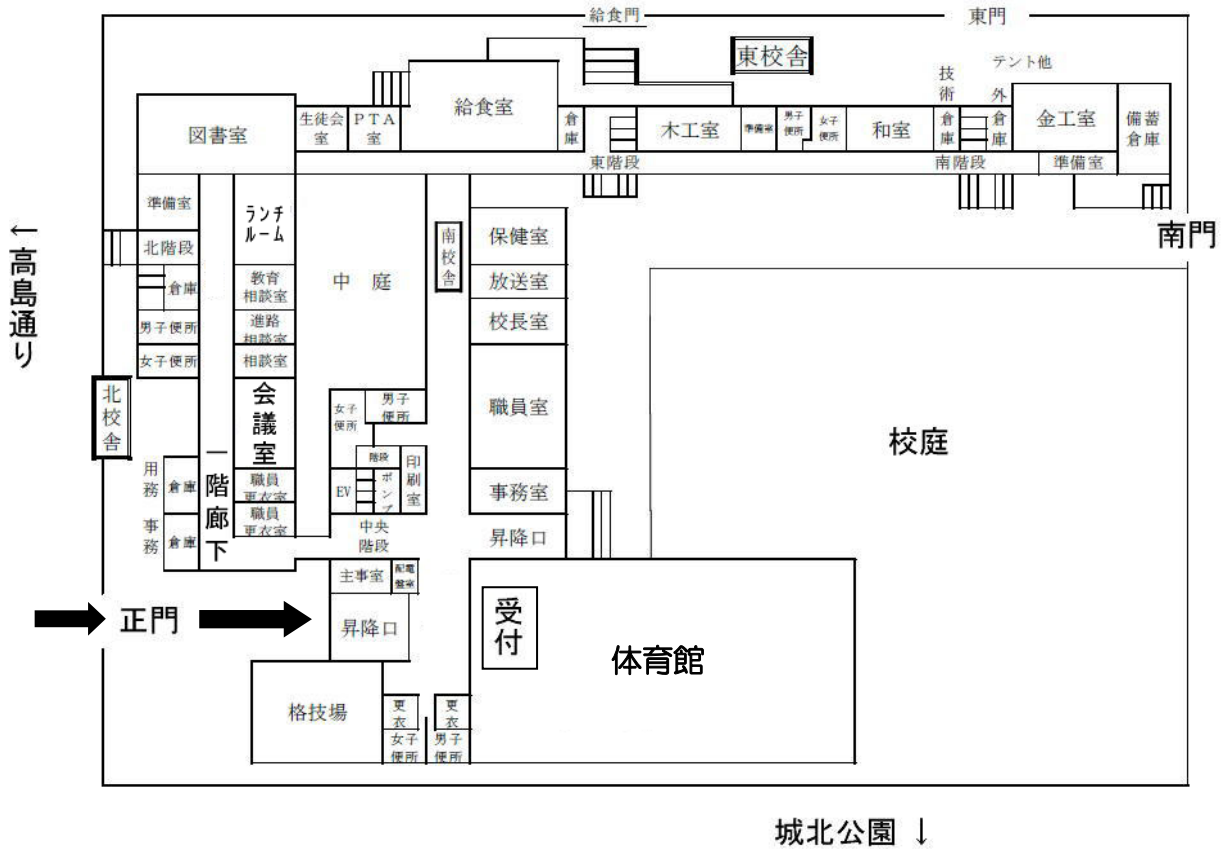 給食門
東門
東校舎
テント他
技術
外
生徒会室
PTA室
給食室
倉庫
木工室
準備室
男子便所
女子便所
和室
倉庫
倉庫
金工室
備蓄倉庫
図書室
東階段
南階段
準備室
南門
準備室
ランチルーム
北階段
倉庫
教育相談室
男子便所
進路相談室
女子便所
相談室
中庭
南校舎
保健室
放送室
校長室
職員室
事務室
昇降口
←高島通り
北校舎
会議室
女子便所
男子便所
階段
印刷室
EV
ポンプ
用務
倉庫
一階廊下
職員更衣室
職員更衣室
事務
倉庫
中央階段
校庭
主事室
配電盤室
正門
昇降口
受付
体育館
格技場
更衣
更衣
女子便所
男子便所
城北公園 ↓